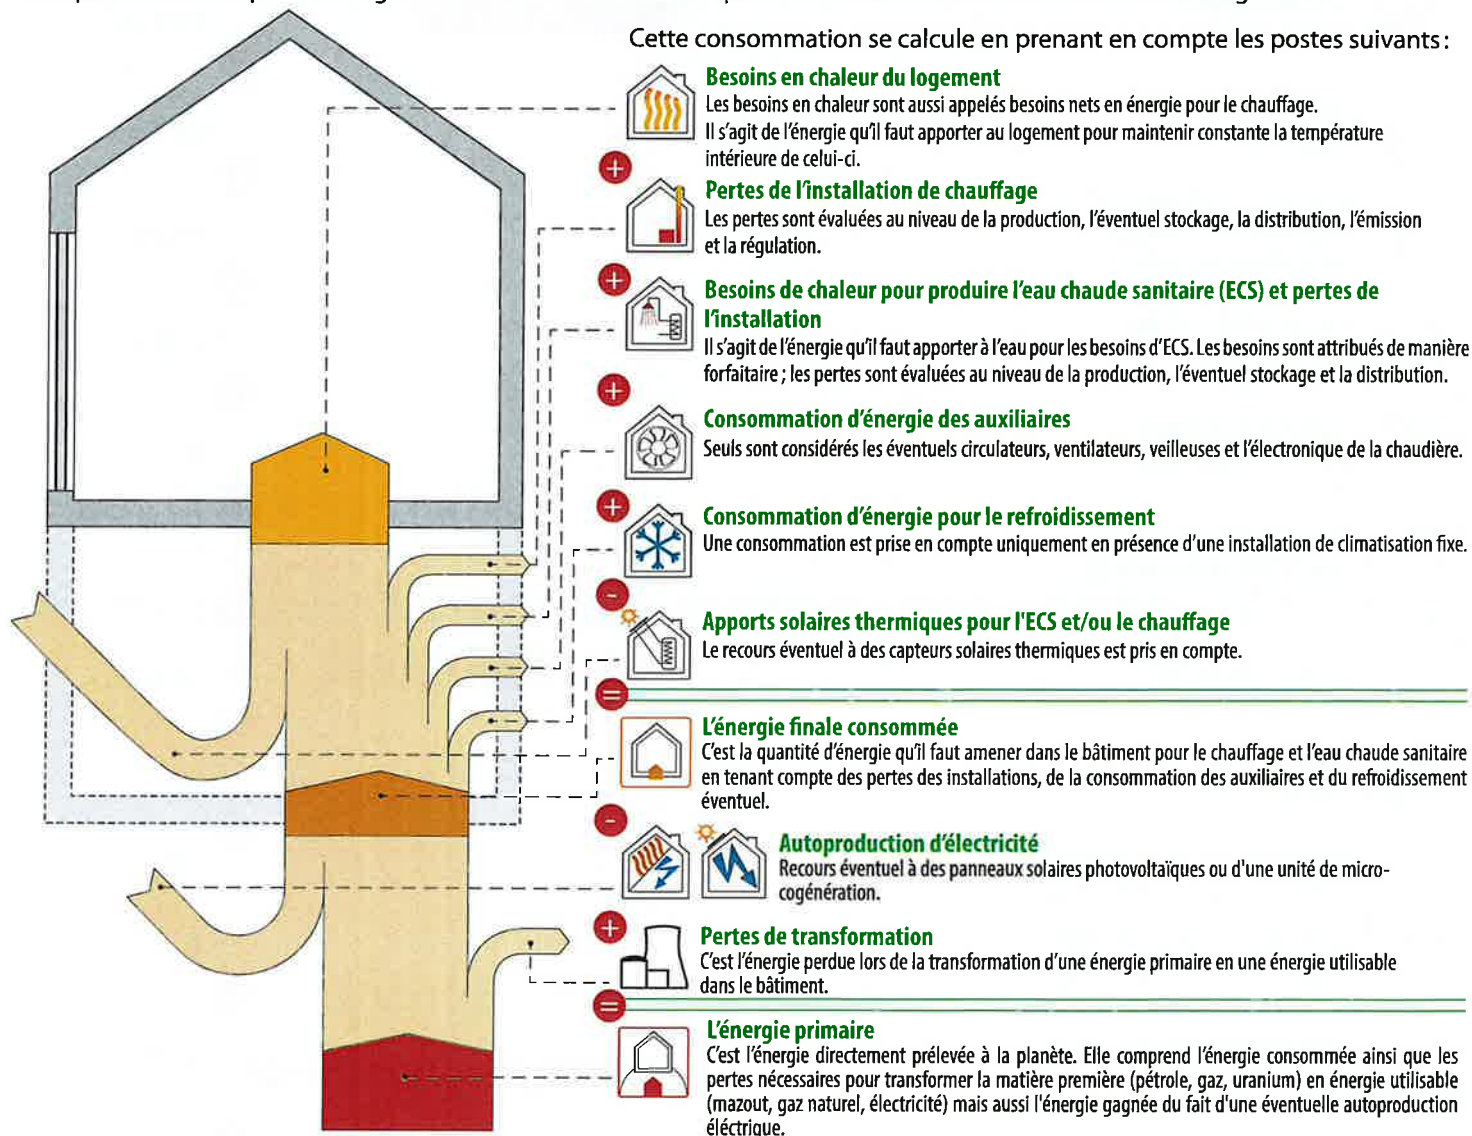 Cette consommation se calcule en prenant en compte les postes suivants :
Besoins en chaleur du logement
Les besoins en chaleur sont aussi appelés besoins nets en énergie pour le chauffage.
Il s'agit de l'énergie qu'il faut apporter au logement pour maintenir constante la température
intérieure de celui-ci.
+
Pertes de l'installation de chauffage
Les pertes sont évaluées au niveau de la production, l'éventuel stockage, la distribution, l'émission
et la régulation.
+
Besoins de chaleur pour produire l'eau chaude sanitaire (ECS) et pertes de
l'installation
Il s'agit de l'énergie qu'il faut apporter à l'eau pour les besoins d'ECS. Les besoins sont attribués de manière
forfaitaire ; les pertes sont évaluées au niveau de la production, l'éventuel stockage et la distribution.
+
Consommation d'énergie des auxiliaires
Seuls sont considérés les éventuels circulateurs, ventilateurs, veilleuses et l'électronique de la chaudière.
+
Consommation d'énergie pour le refroidissement
Une consommation est prise en compte uniquement en présence d'une installation de climatisation fixe.
-
Apports solaires thermiques pour l'ECS et/ou le chauffage
Le recours éventuel à des capteurs solaires thermiques est pris en compte.
=
L'énergie finale consommée
C'est la quantité d'énergie qu'il faut amener dans le bâtiment pour le chauffage et l'eau chaude sanitaire
en tenant compte des pertes des installations, de la consommation des auxiliaires et du refroidissement
éventuel.
-
Autoproduction d'électricité
Recours éventuel à des panneaux solaires photovoltaïques ou d'une unité de micro-
cogénération.
+
Pertes de transformation
C'est l'énergie perdue lors de la transformation d'une énergie primaire en une énergie utilisable
dans le bâtiment.
=
L'énergie primaire
C'est l'énergie directement prélevée à la planète. Elle comprend l'énergie consommée ainsi que les
pertes nécessaires pour transformer la matière première (pétrole, gaz, uranium) en énergie utilisable
(mazout, gaz naturel, électricité) mais aussi l'énergie gagnée du fait d'une éventuelle autoproduction
éléctrique.